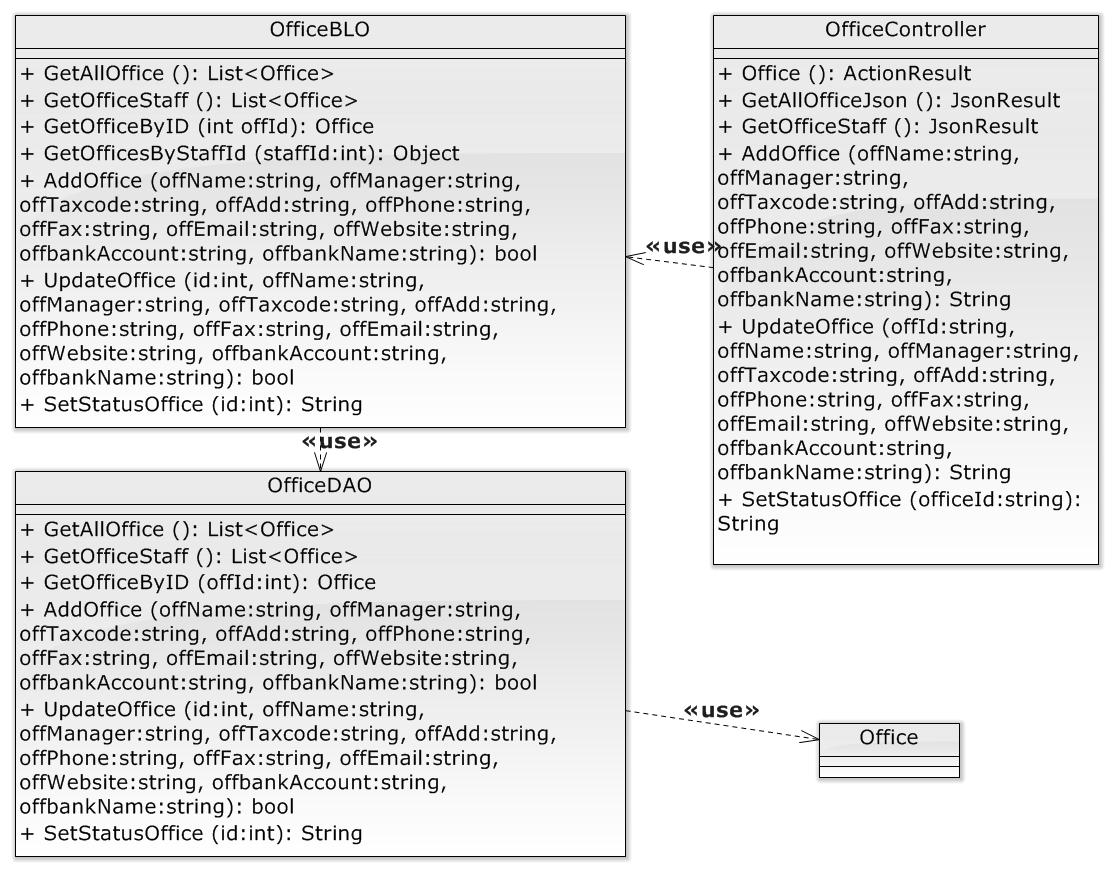 OfficeBLO
+ GetAllOffice (): List<Office>
+ GetOfficeStaff (): List<Office>
+ GetOfficeByID (int offId): Office
+ GetOfficesByStaffId (staffId:int): Object
+ AddOffice (offName:string, offManager:string,
offTaxcode:string, offAdd:string, offPhone:string,
offFax:string, offEmail:string, offWebsite:string,
offbankAccount:string, offbankName:string): bool
+ UpdateOffice (id:int, offName:string,
offManager:string, offTaxcode:string, offAdd:string,
offPhone:string, offFax:string, offEmail:string,
offWebsite:string, offbankAccount:string,
offbankName:string): bool
+ SetStatusOffice (id:int): String
«use»
OfficeController
+ Office (): ActionResult
+ GetAllOfficeJson (): JsonResult
+ GetOfficeStaff (): JsonResult
+ AddOffice (offName:string,
offManager:string,
offTaxcode:string, offAdd:string,
offPhone:string, offFax:string,
offEmail:string, offWebsite:string,
offbankAccount:string,
offbankName:string): String
+ UpdateOffice (offId:string,
offName:string, offManager:string,
offTaxcode:string, offAdd:string,
offPhone:string, offFax:string,
offEmail:string, offWebsite:string,
offbankAccount:string,
offbankName:string): String
+ SetStatusOffice (officeId:string):
String
«use»
OfficeDAO
+ GetAllOffice (): List<Office>
+ GetOfficeStaff (): List<Office>
+ GetOfficeByID (offId:int): Office
+ AddOffice (offName:string, offManager:string,
offTaxcode:string, offAdd:string, offPhone:string,
offFax:string, offEmail:string, offWebsite:string,
offbankAccount:string, offbankName:string): bool
+ UpdateOffice (id:int, offName:string,
offManager:string, offTaxcode:string, offAdd:string,
offPhone:string, offFax:string, offEmail:string,
offWebsite:string, offbankAccount:string,
offbankName:string): bool
+ SetStatusOffice (id:int): String
«use»
Office